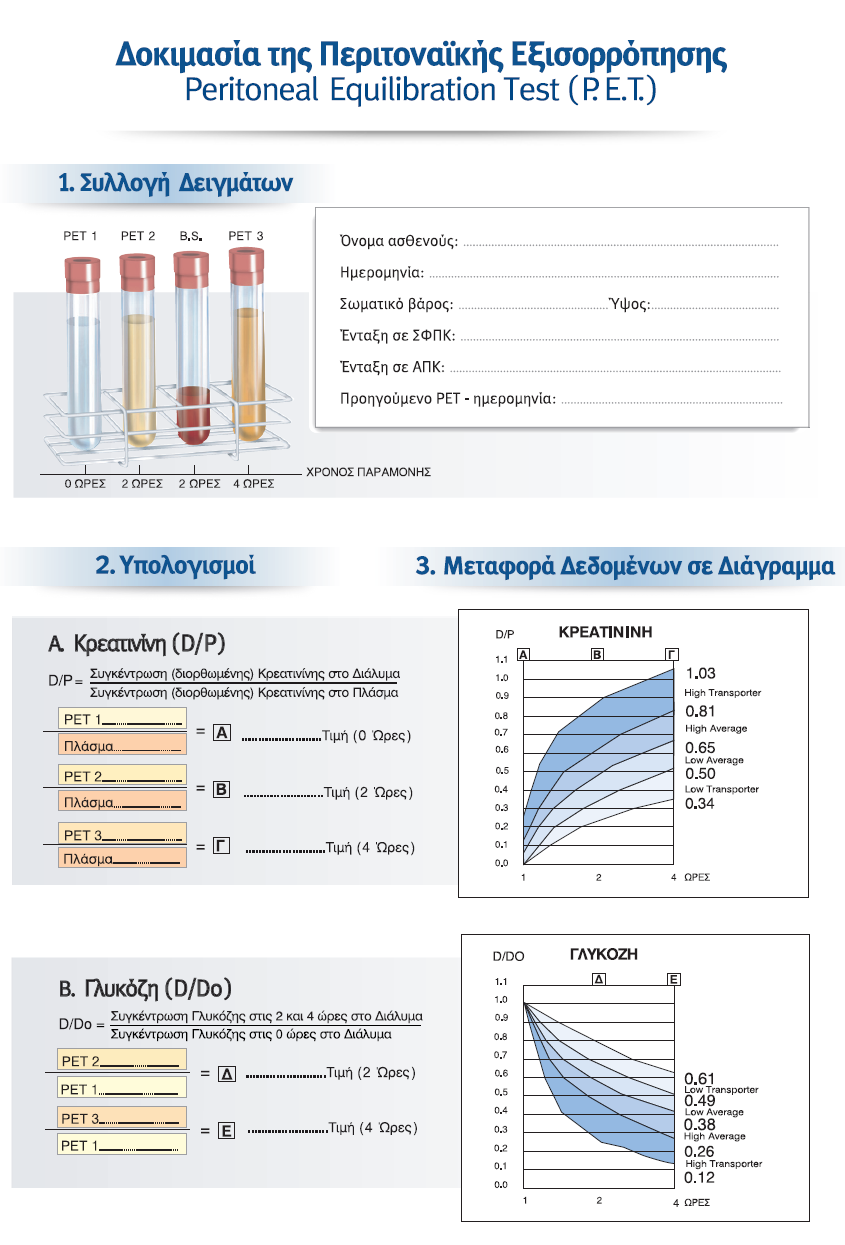 Δοκιμασία της Περιτοναϊκής Εξισορρόπησης
Peritoneal Equilibration Test (P.E.T.)
1. Συλλογή Δειγμάτων
PET 1 PET 2 B.S. PET 3
0 ΩΡΕΣ 2 ΩΡΕΣ 2 ΩΡΕΣ 4 ΩΡΕΣ
ΧΡΟΝΟΣ ΠΑΡΑΜΟΝΗΣ
Όνομα ασθενούς:
Ημερομηνία:
Σωματικό βάρος: Ύψος:
Ένταξη σε ΣΦΠΚ:
Ένταξη σε ΑΠΚ:
Προηγούμενο PET - ημερομηνία:
2. Υπολογισμοί
Α. Κρεατινίνη (D/P)
D/P = Συγκέντρωση (διορθωμένης) Κρεατινίνης στο Διάλυμα
Συγκέντρωση (διορθωμένης) Κρεατινίνης στο Πλάσμα
PET 1
Πλάσμα
= Α Τιμή (0 Ώρες)
PET 2
Πλάσμα
= Β Τιμή (2 Ώρες)
PET 3
Πλάσμα
= Γ Τιμή (4 Ώρες)
Β. Γλυκόζη (D/Do)
D/Do = Συγκέντρωση Γλυκόζης στις 2 και 4 ώρες στο Διάλυμα
Συγκέντρωση Γλυκόζης στις 0 ώρες στο Διάλυμα
PET 2
PET 1
= Δ Τιμή (2 Ώρες)
PET 3
PET 1
= Ε Τιμή (4 Ώρες)
3. Μεταφορά Δεδομένων σε Διάγραμμα
D/P ΚΡΕΑΤΙΝΙΝΗ
Α Β Γ
1.1
1.0
0.9
0.8
0.7
0.6
0.5
0.4
0.3
0.2
0.1
0.0
1 2 4 ΩΡΕΣ
1.03
High Transporter
0.81
High Average
0.65
Low Average
0.50
Low Transporter
0.34
D/DO ΓΛΥΚΟΖΗ
Δ Ε
1.1
1.0
0.9
0.8
0.7
0.6
0.5
0.4
0.3
0.2
0.1
0.0
1 2 4 ΩΡΕΣ
0.61
Low Transporter
0.49
Low Average
0.38
High Average
0.26
High Transporter
0.12